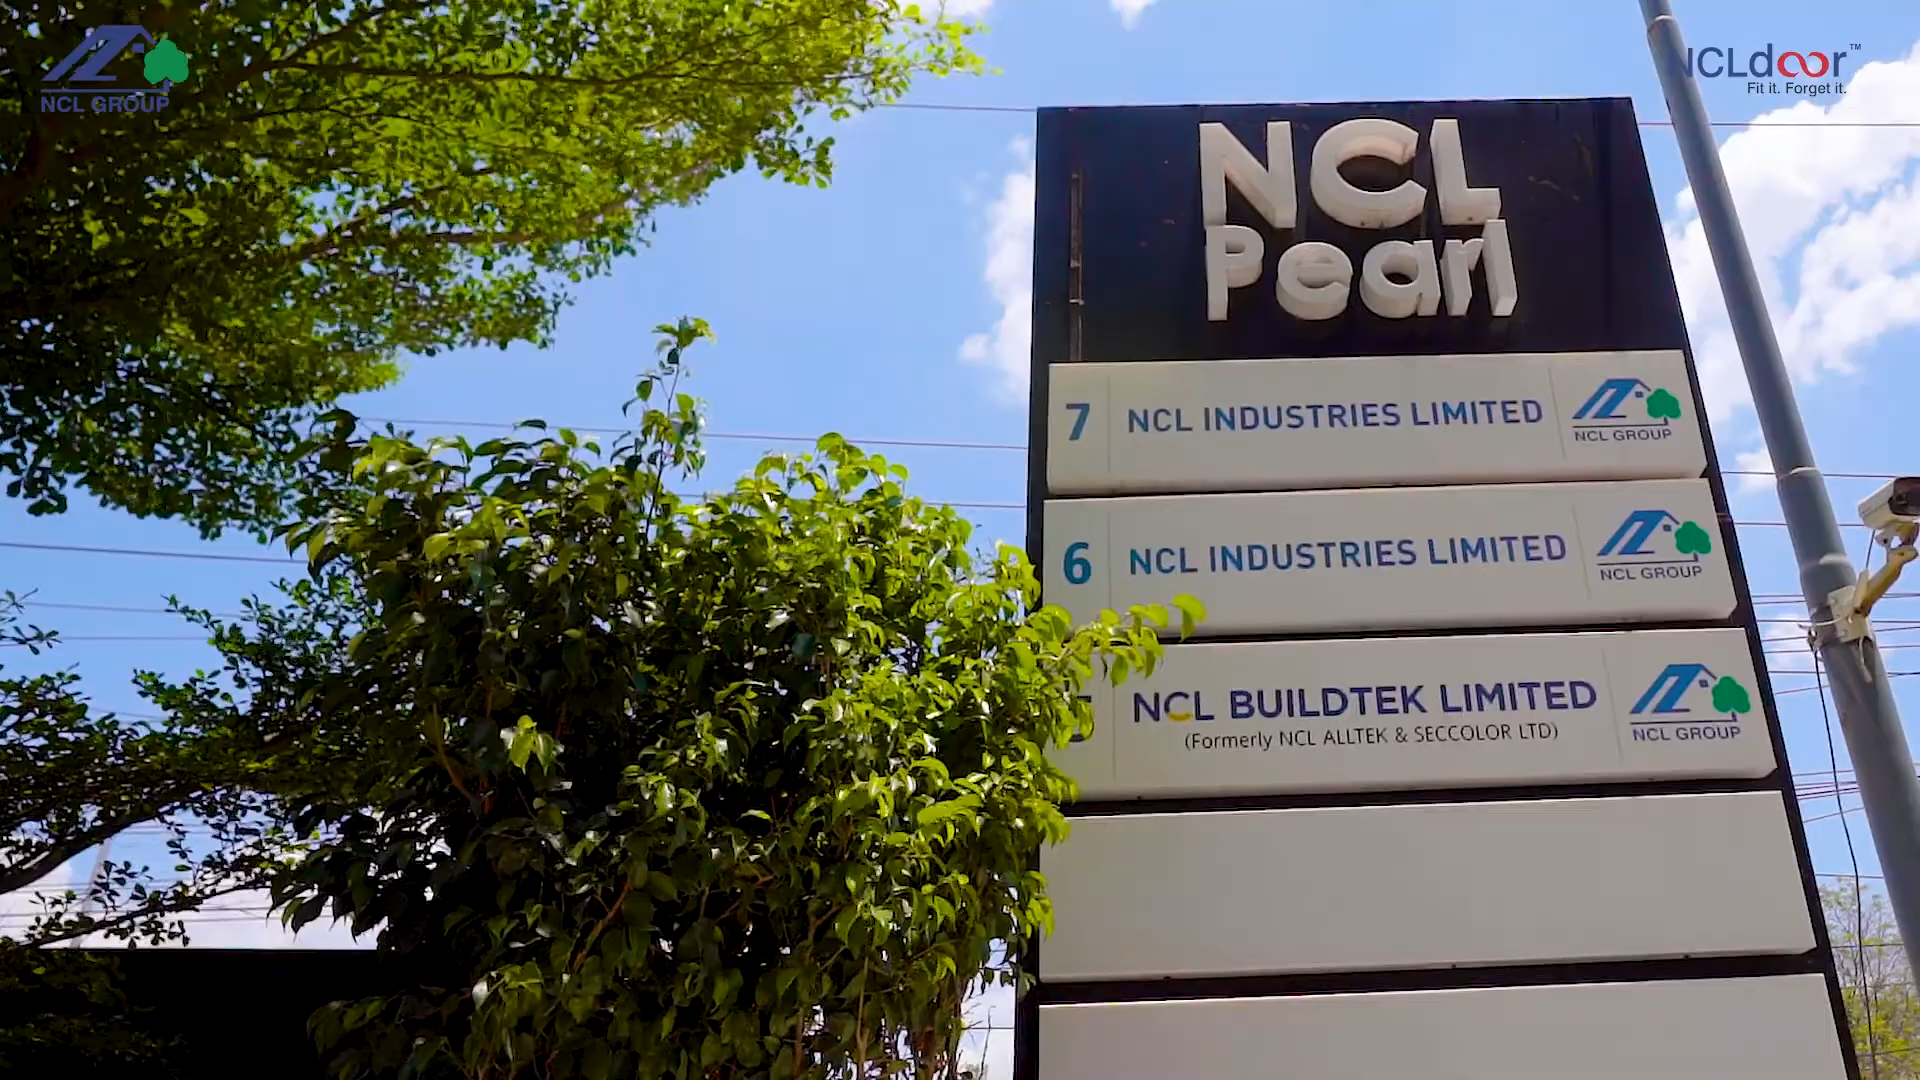 NCL GROUP
NCLdoor™
Fit it. Forget it.
NCL
Pearl
7 NCL INDUSTRIES LIMITED NCL GROUP
6 NCL INDUSTRIES LIMITED NCL GROUP
NCL BUILDTEK LIMITED NCL GROUP
(Formerly NCL ALLTEK & SECCOLOR LTD)